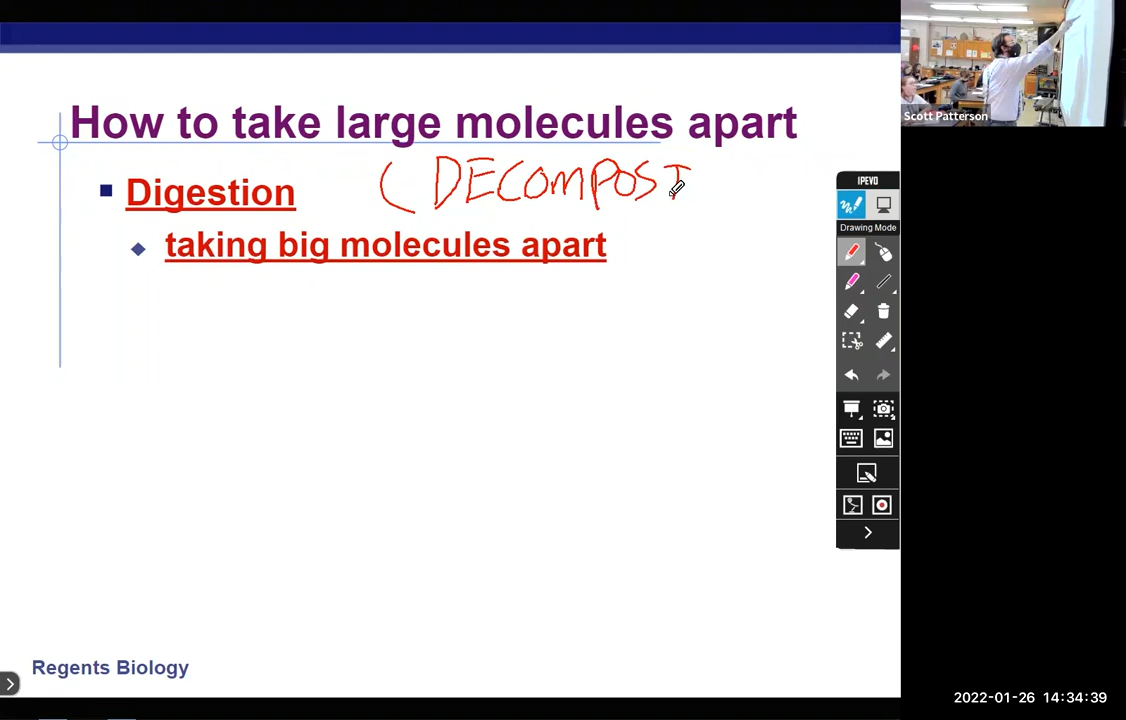 How to take large molecules apart
Digestion
( DECOMPOSI
taking big molecules apart
Regents Biology
Scott Patterson
IPEVO
Drawing Mode
2022-01-26 14:34:39